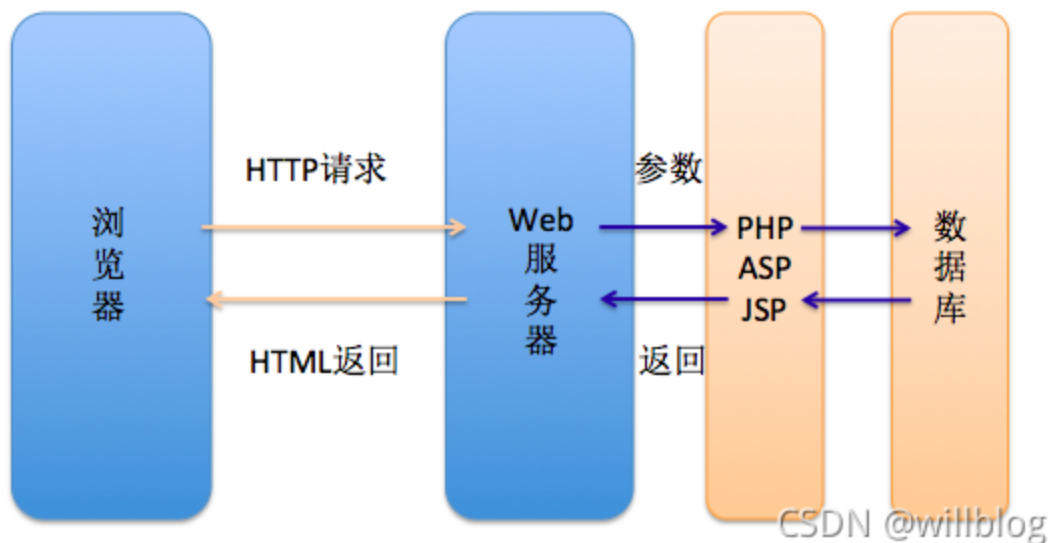 HTTP请求
参数
浏
览
器
Web
服
务
器
PHP
ASP
JSP
数
据
库
HTML返回
返回
CSDN @willblog